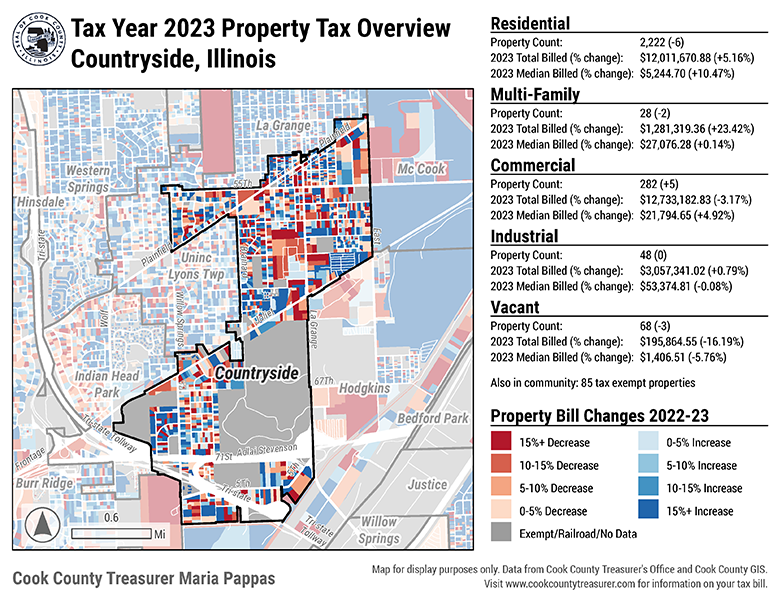 SEAL OF COOK COUNTY
ILLINOIS
Tax Year 2023 Property Tax Overview
Countryside, Illinois
La Grange
Plainfield
Western
Springs
55Th
Mc Cook
Hinsdale
Tri-state
East
Plainfield
Uninc
Lyons Twp
Willow Springs
Wolf
Joliet
La Grange
Countryside
Indian Head
Park
67Th
Hodgkins
Bedford Park
Tri-state Tollway
71St
Adlai Stevenson
Frontage
Burr Ridge
Tri-state
Justice
Tri-state
Tollway
Willow
Springs
0.6
Mi
Residential
Property Count: 2,222 (-6)
2023 Total Billed (% change): $12,011,670.88 (+5.16%)
2023 Median Billed (% change): $5,244.70 (+10.47%)
Multi-Family
Property Count: 28 (-2)
2023 Total Billed (% change): $1,281,319.36 (+23.42%)
2023 Median Billed (% change): $27,076.28 (+0.14%)
Commercial
Property Count: 282 (+5)
2023 Total Billed (% change): $12,733,182.83 (-3.17%)
2023 Median Billed (% change): $21,794.65 (+4.92%)
Industrial
Property Count: 48 (0)
2023 Total Billed (% change): $3,057,341.02 (+0.79%)
2023 Median Billed (% change): $53,374.81 (-0.08%)
Vacant
Property Count: 68 (-3)
2023 Total Billed (% change): $195,864.55 (-16.19%)
2023 Median Billed (% change): $1,406.51 (-5.76%)
Also in community: 85 tax exempt properties
Property Bill Changes 2022-23
15%+ Decrease
0-5% Increase
10-15% Decrease
5-10% Increase
5-10% Decrease
10-15% Increase
0-5% Decrease
15%+ Increase
Exempt/Railroad/No Data
Cook County Treasurer Maria Pappas
Map for display purposes only. Data from Cook County Treasurer's Office and Cook County GIS.
Visit www.cookcountytreasurer.com for information on your tax bill.